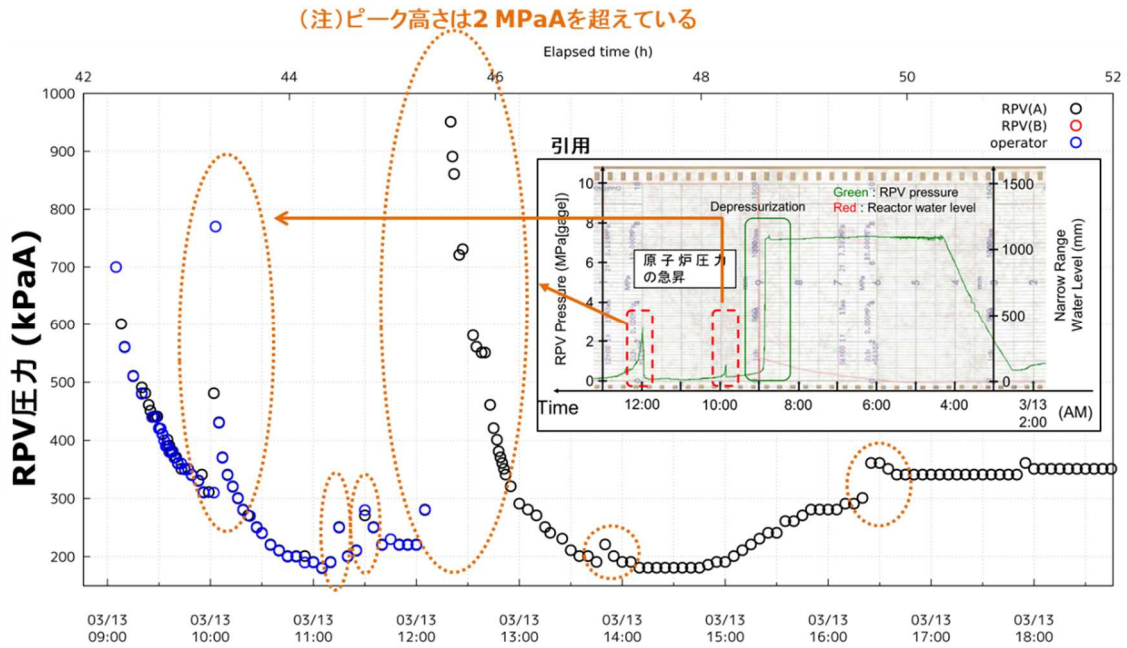 (注)ピーク高さは2 MPaAを超えている
Elapsed time (h)
42 44 46 48 50 52
RPV圧力 (kPaA)
1000
900
800
700
600
500
400
300
200
RPV(A)
RPV(B)
operator
引用
Green : RPV pressure
Red : Reactor water level
Depressurization
原子炉圧力
の急昇
RPV Pressure (MPa[gage])
10
8
6
4
2
0
1500
1000
500
0
Narrow Range
Water Level (mm)
Time
12:00 10:00 8:00 6:00 4:00 3/13
2:00
(AM)
03/13 03/13 03/13 03/13 03/13 03/13 03/13 03/13 03/13 03/13
09:00 10:00 11:00 12:00 13:00 14:00 15:00 16:00 17:00 18:00